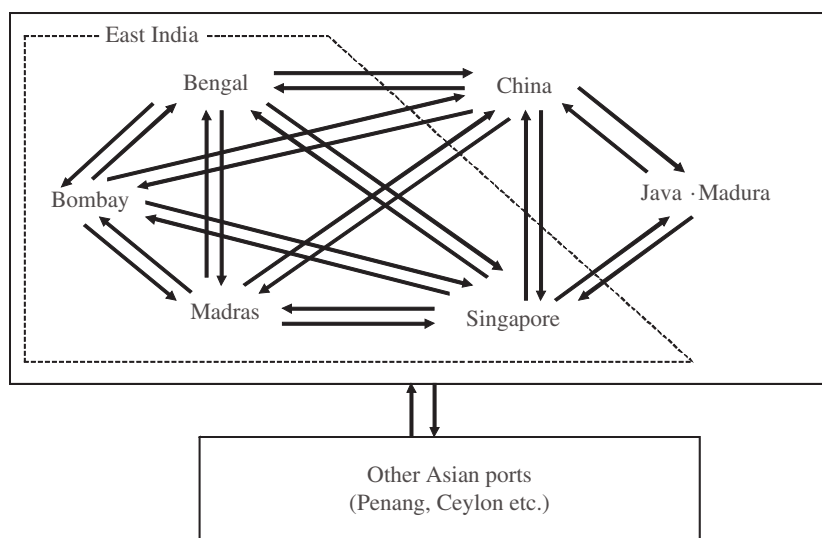 East India
Bengal
China
Bombay
Java · Madura
Madras
Singapore
Other Asian ports
(Penang, Ceylon etc.)